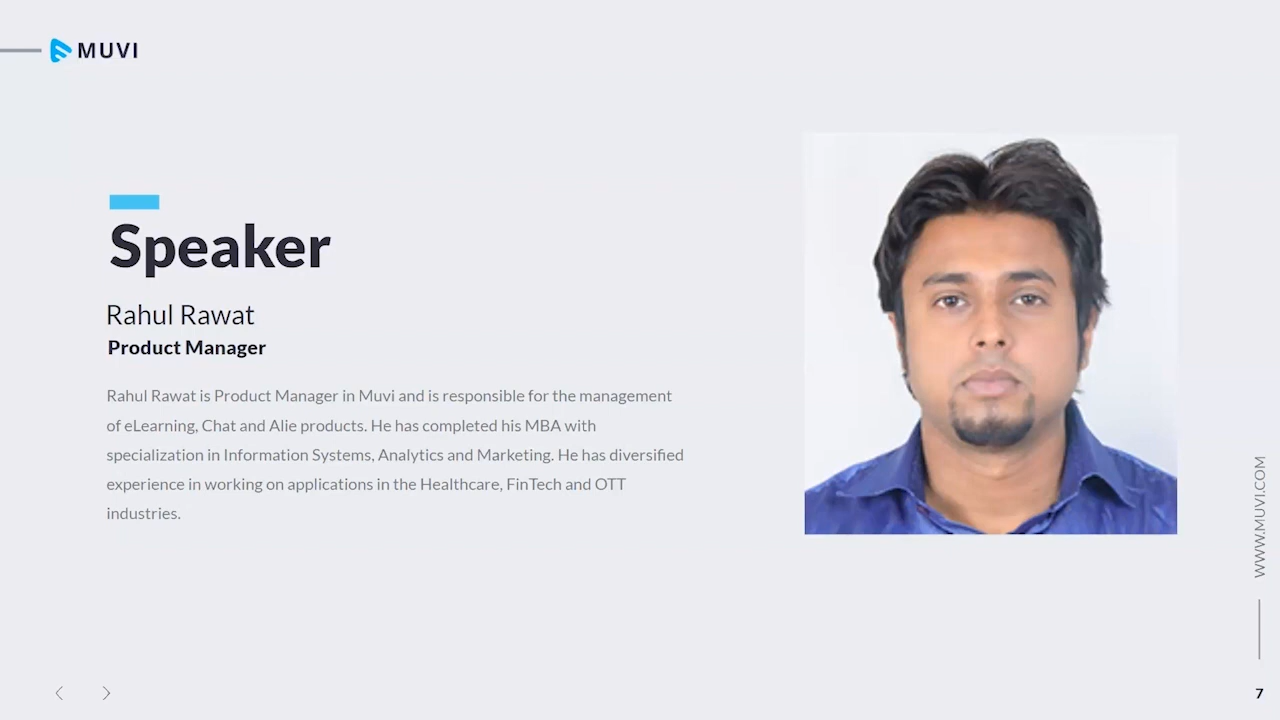 MUVI
Speaker
Rahul Rawat
Product Manager
Rahul Rawat is Product Manager in Muvi and is responsible for the management
of eLearning, Chat and Alie products. He has completed his MBA with
specialization in Information Systems, Analytics and Marketing. He has diversified
experience in working on applications in the Healthcare, FinTech and OTT
industries.
WWW.MUVI.COM
7